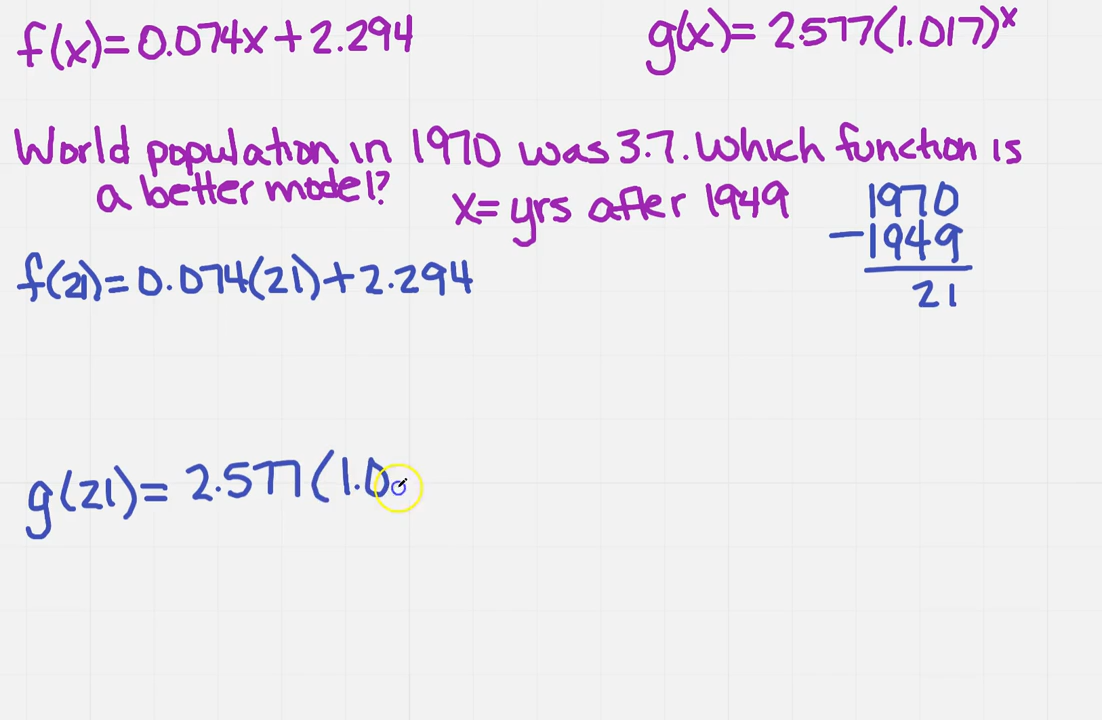 f(x)=0.074x+2.294
g(x)=2.577(1.017)^x
World population in 1970 was 3.7. Which function is
a better model?
x=yrs after 1949
1970
-1949
21
f(21)=0.074(21)+2.294
g(21)=2.577(1.0